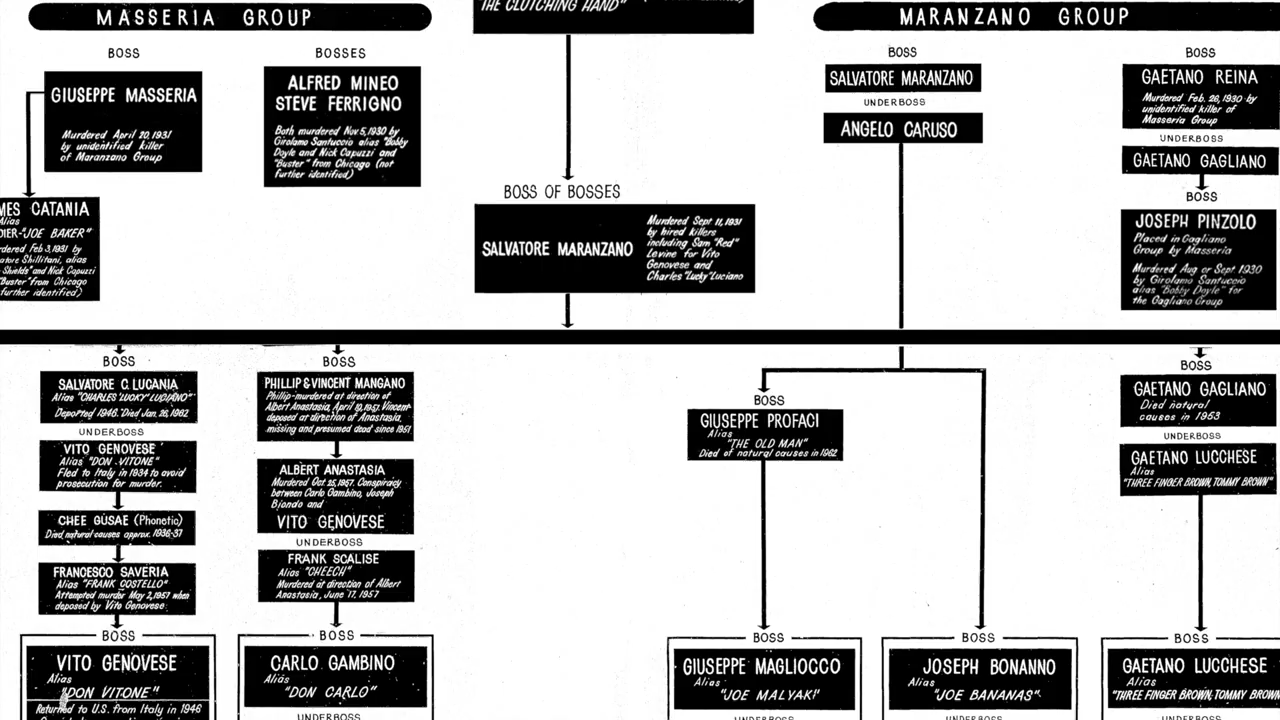 MASSERIA GROUP
BOSS
GIUSEPPE MASSERIA
Murdered April 20, 1931
by unidentified killer
of Maranzano Group
BOSSES
ALFRED MINEO
STEVE FERRIGNO
Both murdered Nov 5, 1930 by
Girolamo Santuccio alias "Bobby
Doyle and Nick Capuzzi and
"Buster" from Chicago (not
further identified)
MES CATANIA
Alias
"JOE BAKER"
dered Feb 3, 1931 by
atore Shillitani, alias
Shields" and Nick Capuzzi
Buster" from Chicago
further identified)
THE CLUTCHING HAND"
BOSS OF BOSSES
SALVATORE MARANZANO
Murdered Sept 11, 1931
by hired killers
including Sam "Red"
Levine for Vito
Genovese and
Charles "Lucky" Luciano
MARANZANO GROUP
BOSS
SALVATORE MARANZANO
UNDERBOSS
ANGELO CARUSO
BOSS
GAETANO REINA
Murdered Feb. 26, 1930 by
unidentified killer of
Masseria Group
UNDERBOSS
GAETANO GAGLIANO
BOSS
JOSEPH PINZOLO
Placed in Gagliano
Group by Masseria
Murdered Aug or Sept 1930
by Girolamo Santuccio
alias "Bobby Doyle" for
the Gagliano Group
BOSS
SALVATORE C. LUCANIA
Alias "CHARLES 'LUCKY' LUCIANO"
Deported 1946. Died Jan. 26, 1962
UNDERBOSS
VITO GENOVESE
Alias "DON VITONE"
Fled to Italy in 1934 to avoid
prosecution for murder.
CHEE GUSAE (Phonetic)
Died natural causes approx. 1936-37
FRANCESCO SAVERIA
Alias "FRANK COSTELLO"
Attempted murder May 2, 1957 when
deposed by Vito Genovese
BOSS
VITO GENOVESE
Alias
"DON VITONE"
Returned to U.S. from Italy in 1946
BOSS
PHILLIP & VINCENT MANGANO
Phillip-murdered at direction of
Albert Anastasia, April 19, 1951. Vincent-
deposed at direction of Anastasia,
missing and presumed dead since 1951
ALBERT ANASTASIA
Murdered Oct 25, 1957. Conspiracy
between Carlo Gambino, Joseph
Biondo and
VITO GENOVESE
UNDERBOSS
FRANK SCALISE
Alias "CHEECH"
Murdered at direction of Albert
Anastasia, June 17, 1957
BOSS
CARLO GAMBINO
Alias
"DON CARLO"
UNDERBOSS
BOSS
GIUSEPPE PROFACI
Alias
"THE OLD MAN"
Died of natural causes in 1962
BOSS
GIUSEPPE MAGLIOCCO
Alias
"JOE MALYAK"
UNDERBOSS
BOSS
JOSEPH BONANNO
Alias
"JOE BANANAS"
UNDERBOSS
BOSS
GAETANO GAGLIANO
Died natural
causes in 1953
UNDERBOSS
GAETANO LUCCHESE
Alias
"THREE FINGER BROWN, TOMMY BROWN"
BOSS
GAETANO LUCCHESE
Alias
"THREE FINGER BROWN, TOMMY BROWN
UNDERBOSS